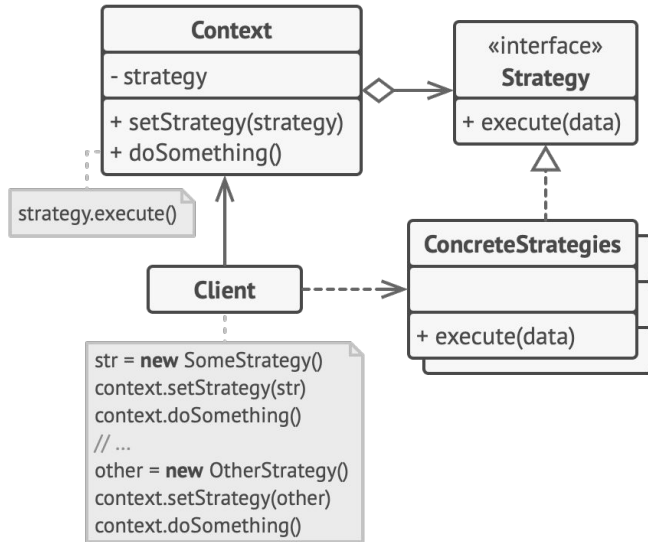 Context
- strategy
+ setStrategy(strategy)
+ doSomething()
«interface»
Strategy
+ execute(data)
strategy.execute()
ConcreteStrategies
+ execute(data)
Client
str = new SomeStrategy()
context.setStrategy(str)
context.doSomething()
// ...
other = new OtherStrategy()
context.setStrategy(other)
context.doSomething()